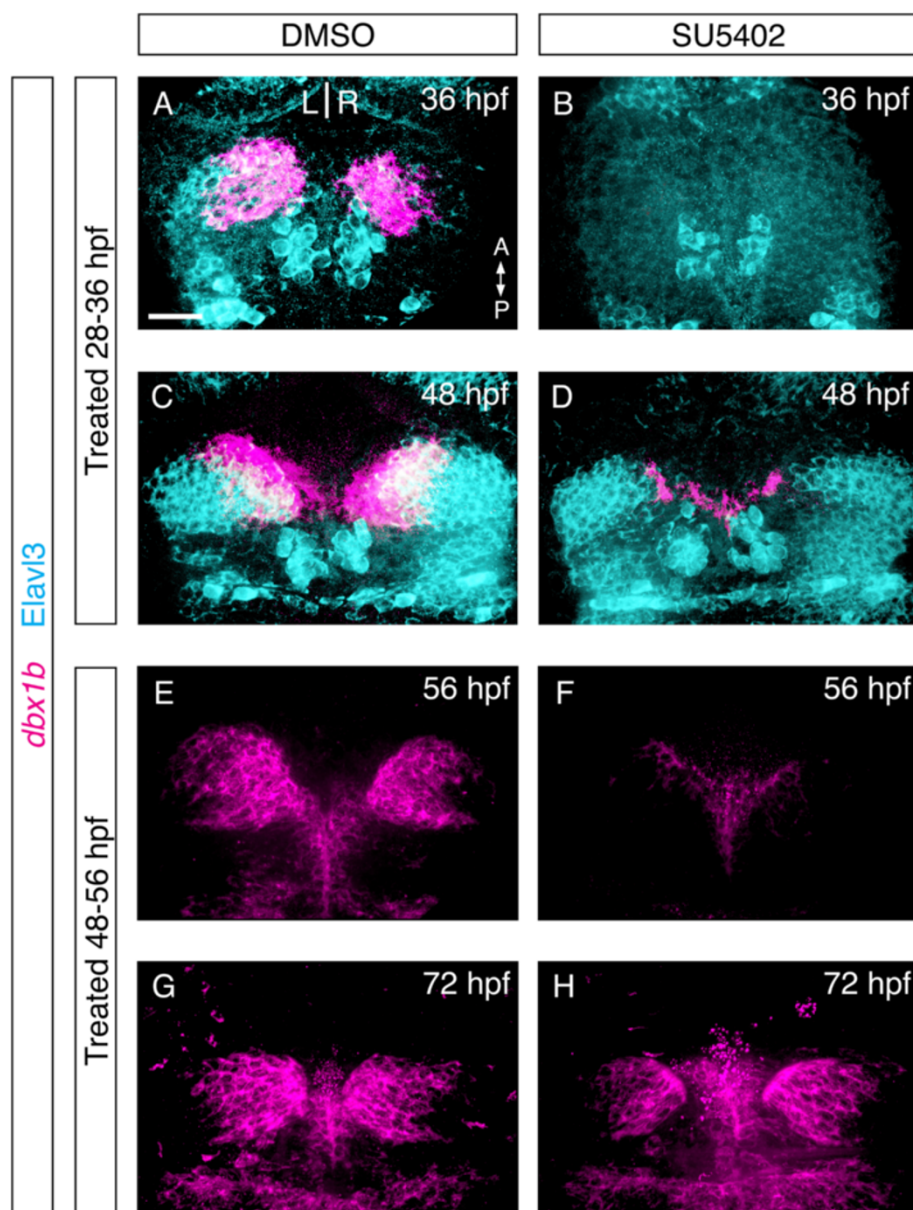 DMSO
SU5402
dbx1b Elavl3
Treated 28-36 hpf
A
L|R
36 hpf
A
P
B
36 hpf
C
48 hpf
D
48 hpf
Treated 48-56 hpf
E
56 hpf
F
56 hpf
G
72 hpf
H
72 hpf